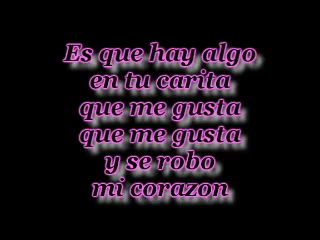 Es que hay algo
en tu carita
que me gusta
que me gusta
y se robo
mi corazon